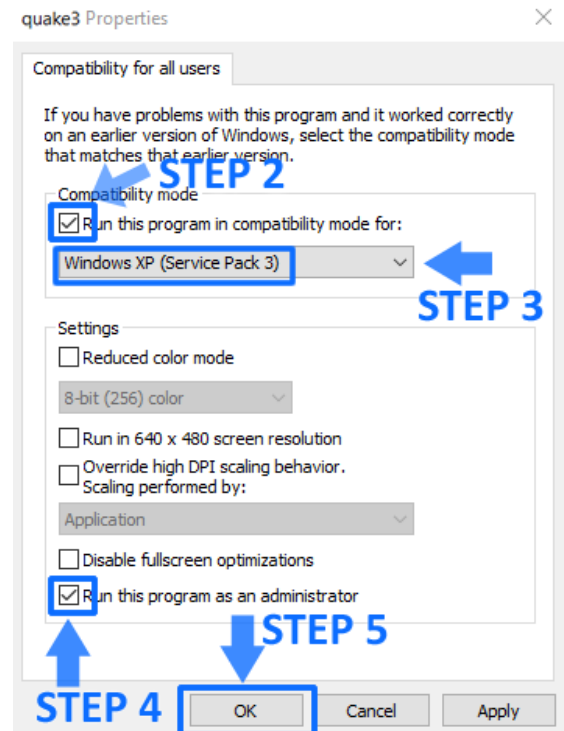 quake3 Properties
Compatibility for all users
If you have problems with this program and it worked correctly
on an earlier version of Windows, select the compatibility mode
that matches that earlier version.
STEP 2
Compatibility mode
Run this program in compatibility mode for:
Windows XP (Service Pack 3)
STEP 3
Settings
Reduced color mode
8-bit (256) color
Run in 640 x 480 screen resolution
Override high DPI scaling behavior.
Scaling performed by:
Application
Disable fullscreen optimizations
Run this program as an administrator
STEP 5
STEP 4
OK
Cancel
Apply